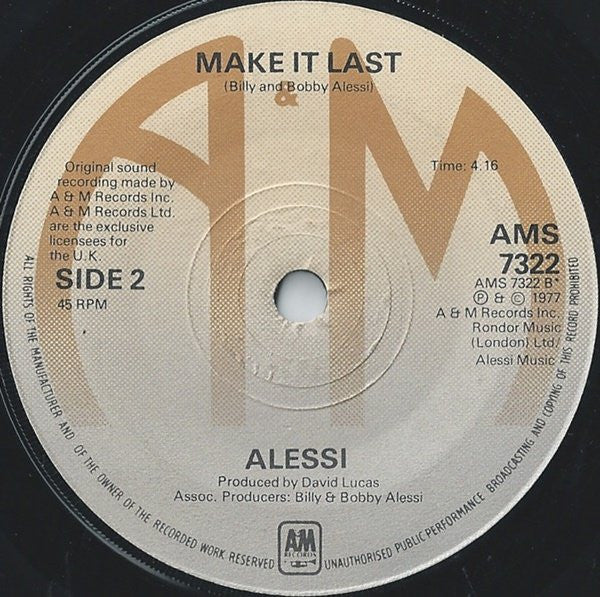 MAKE IT LAST
(Billy and Bobby Alessi)
A & M
Original sound
recording made by
A & M Records Inc.
A & M Records Ltd.
are the exclusive
licensees for
the U.K.
SIDE 2
45 RPM
Time: 4.16
AMS
7322
AMS 7322 B*
Ⓟ & © 1977
A & M Records Inc.
Rondor Music
(London) Ltd/
Alessi Music
ALESSI
Produced by David Lucas
Assoc. Producers: Billy & Bobby Alessi
A&M
RECORDS
ALL RIGHTS OF THE MANUFACTURER AND OF THE OWNER OF THE RECORDED WORK RESERVED
UNAUTHORISED PUBLIC PERFORMANCE BROADCASTING AND COPYING OF THIS RECORD PROHIBITED